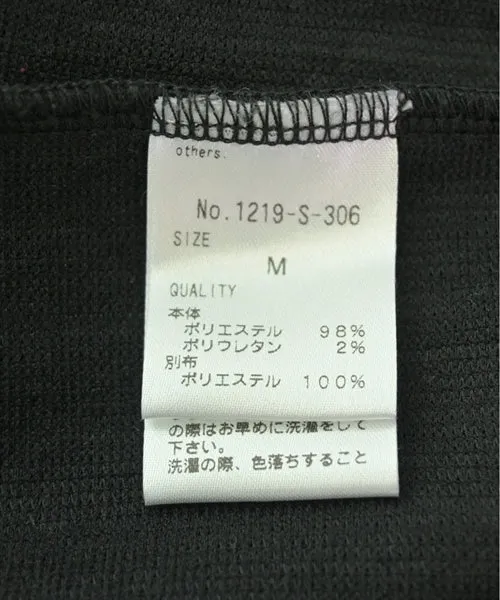 others.
No.1219-S-306
SIZE
M
QUALITY
本体
ポリエステル 98%
ポリウレタン 2%
別布
ポリエステル 100%
の際はお早めに洗濯をして
下さい。
洗濯の際、色落ちすること